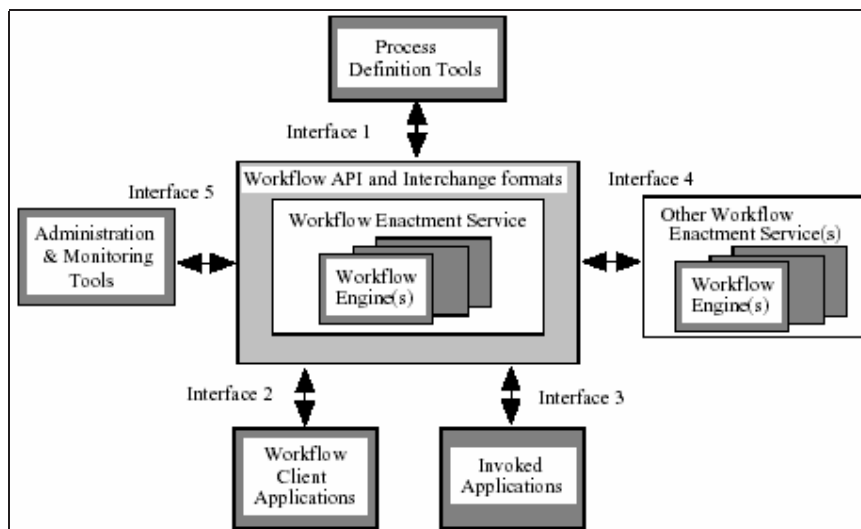 Process
Definition Tools
Interface 1
Interface 5
Workflow API and Interchange formats
Interface 4
Administration
& Monitoring
Tools
Workflow Enactment Service
Workflow
Engine(s)
Other Workflow
Enactment Service(s)
Workflow
Engine(s)
Interface 2
Interface 3
Workflow
Client
Applications
Invoked
Applications